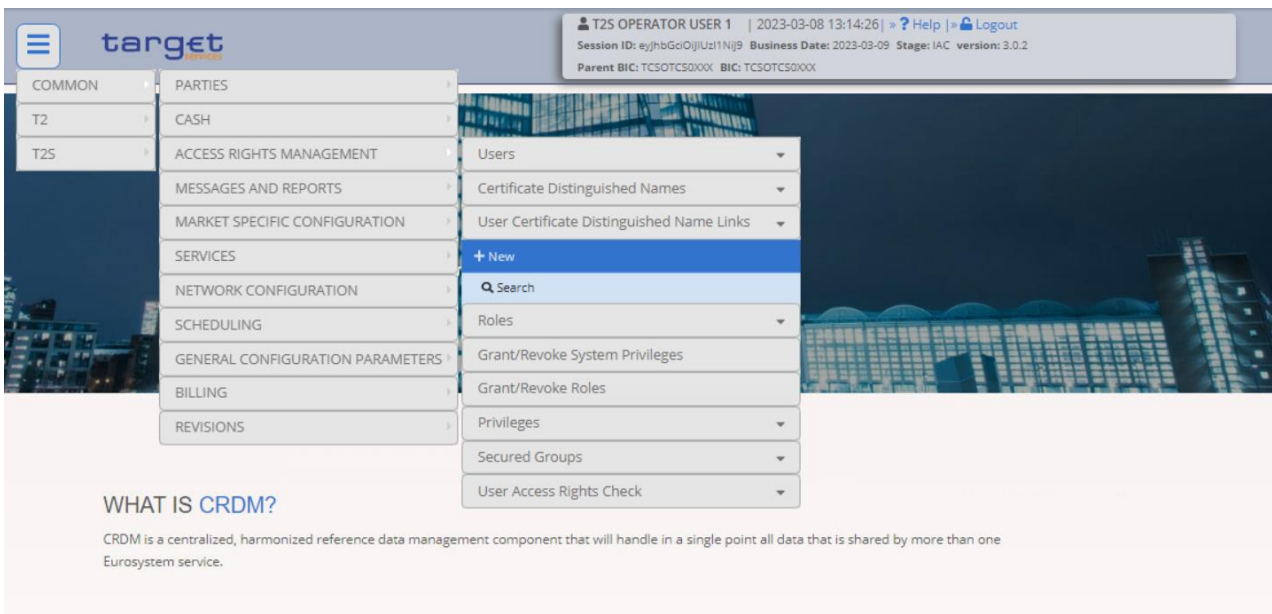 target
services
T2S OPERATOR USER 1 | 2023-03-08 13:14:26| » ? Help |» Logout
Session ID: eyJhbGciOiJIUzI1NiJ9 Business Date: 2023-03-09 Stage: IAC version: 3.0.2
Parent BIC: TCSOTCS0XXX BIC: TCSOTCS0XXX
COMMON
T2
T2S
PARTIES
CASH
ACCESS RIGHTS MANAGEMENT
MESSAGES AND REPORTS
MARKET SPECIFIC CONFIGURATION
SERVICES
NETWORK CONFIGURATION
SCHEDULING
GENERAL CONFIGURATION PARAMETERS
BILLING
REVISIONS
Users
Certificate Distinguished Names
User Certificate Distinguished Name Links
+ New
Search
Roles
Grant/Revoke System Privileges
Grant/Revoke Roles
Privileges
Secured Groups
User Access Rights Check
WHAT IS CRDM?
CRDM is a centralized, harmonized reference data management component that will handle in a single point all data that is shared by more than one
Eurosystem service.